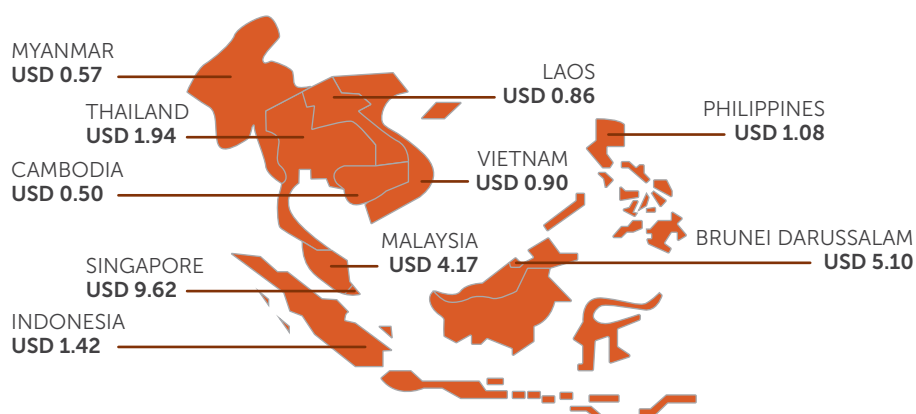 MYANMAR
USD 0.57
LAOS
USD 0.86
THAILAND
USD 1.94
PHILIPPINES
USD 1.08
CAMBODIA
USD 0.50
VIETNAM
USD 0.90
MALAYSIA
USD 4.17
BRUNEI DARUSSALAM
USD 5.10
SINGAPORE
USD 9.62
INDONESIA
USD 1.42